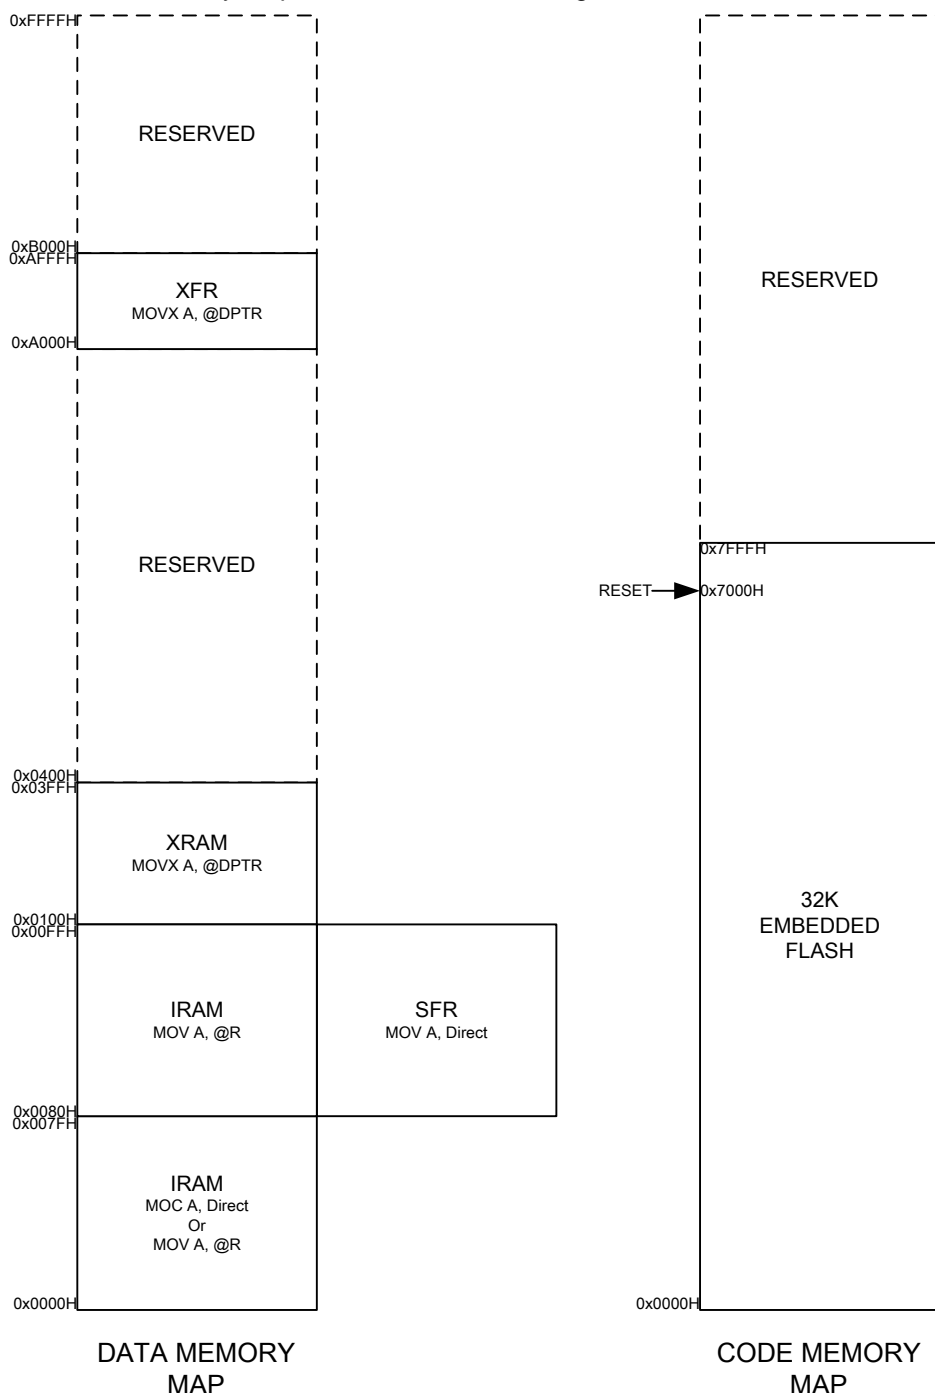 0xFFFFH
RESERVED
0xB000H
0xAFFFH
XFR
MOVX A, @DPTR
0xA000H
RESERVED
0x0400H
0x03FFH
XRAM
MOVX A, @DPTR
0x0100H
0x00FFH
IRAM
MOV A, @R
SFR
MOV A, Direct
0x0080H
0x007FH
IRAM
MOC A, Direct
Or
MOV A, @R
0x0000H
DATA MEMORY
MAP
RESERVED
0x7FFFH
RESET
0x7000H
32K
EMBEDDED
FLASH
0x0000H
CODE MEMORY
MAP